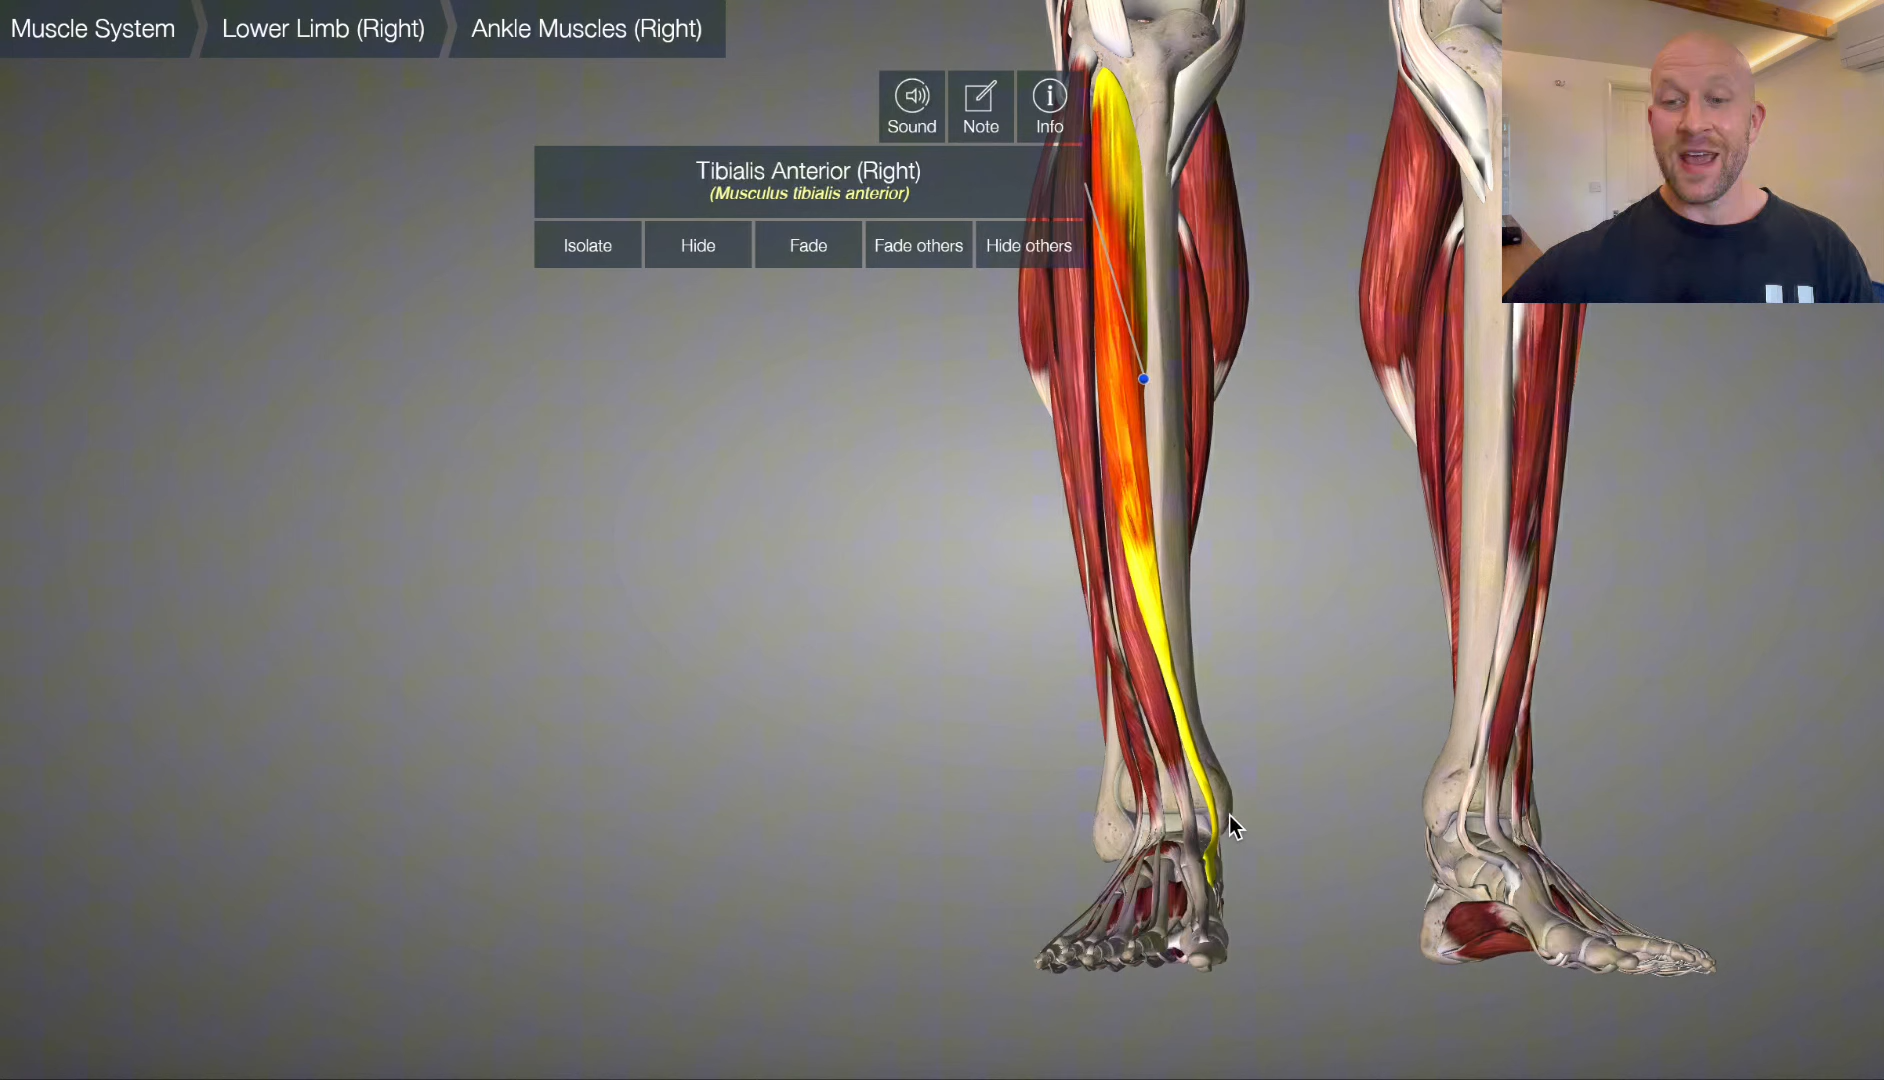 Muscle System
Lower Limb (Right)
Ankle Muscles (Right)
Sound
Note
Info
Tibialis Anterior (Right)
(Musculus tibialis anterior)
Isolate
Hide
Fade
Fade others
Hide others